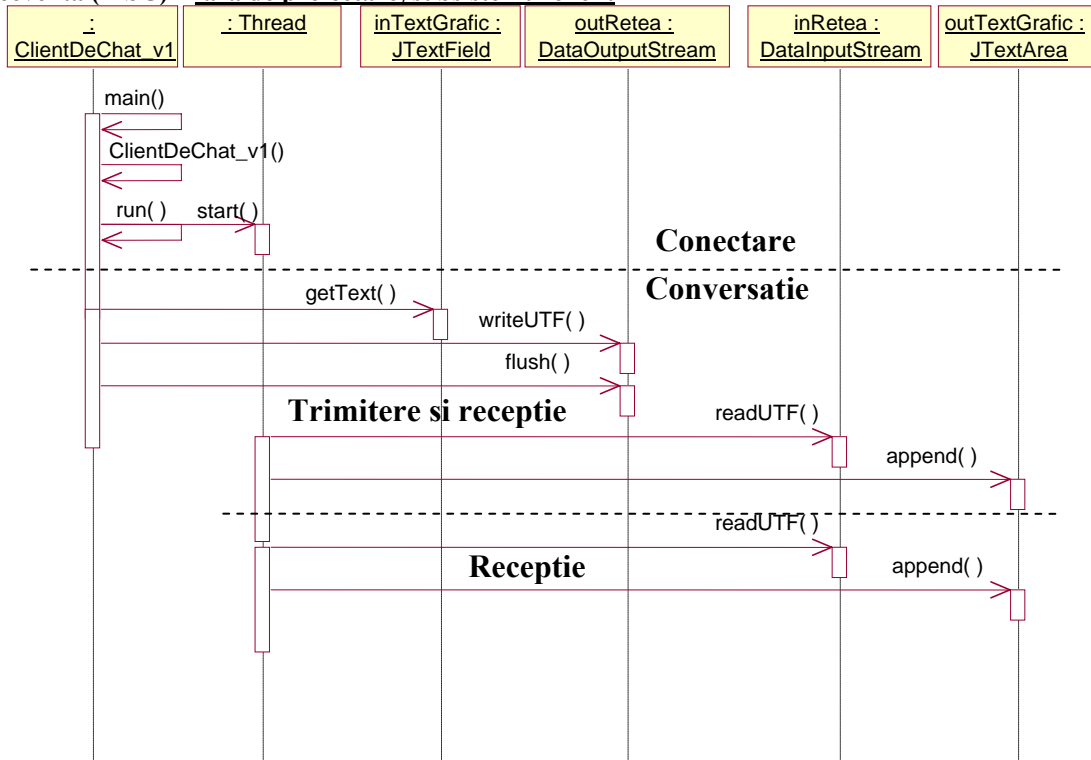 :
ClientDeChat_v1
: Thread
inTextGrafic :
JTextField
outRetea :
DataOutputStream
inRetea :
DataInputStream
outTextGrafic :
JTextArea
main()
ClientDeChat_v1()
run( )
start( )
Conectare
Conversatie
getText( )
writeUTF( )
flush( )
Trimitere si receptie
readUTF( )
append( )
readUTF( )
Receptie
append( )